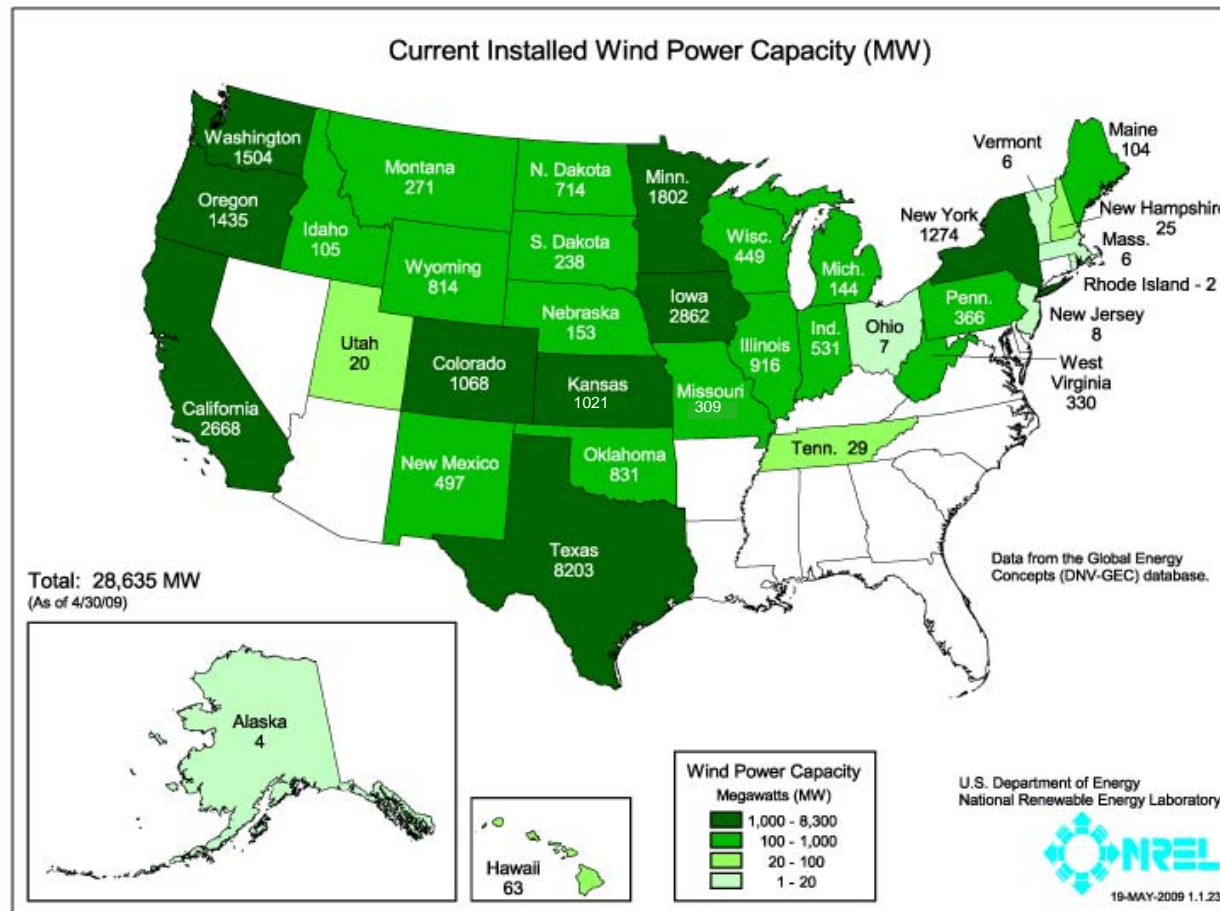 Current Installed Wind Power Capacity (MW)
Washington
1504
Oregon
1435
California
2668
Idaho
105
Montana
271
Wyoming
814
Utah
20
Colorado
1068
New Mexico
497
N. Dakota
714
S. Dakota
238
Nebraska
153
Kansas
1021
Oklahoma
831
Texas
8203
Minn.
1802
Iowa
2862
Missouri
309
Wisc.
449
Illinois
916
Mich.
144
Ind.
531
Ohio
7
Tenn. 29
Penn.
366
West
Virginia
330
New York
1274
Vermont
6
Maine
104
New Hampshire
25
Mass.
6
Rhode Island - 2
New Jersey
8
Data from the Global Energy
Concepts (DNV-GEC) database.
Total: 28,635 MW
(As of 4/30/09)
Alaska
4
Hawaii
63
Wind Power Capacity
Megawatts (MW)
1,000 - 8,300
100 - 1,000
20 - 100
1 - 20
U.S. Department of Energy
National Renewable Energy Laboratory
NREL
19-MAY-2009 1.1.23